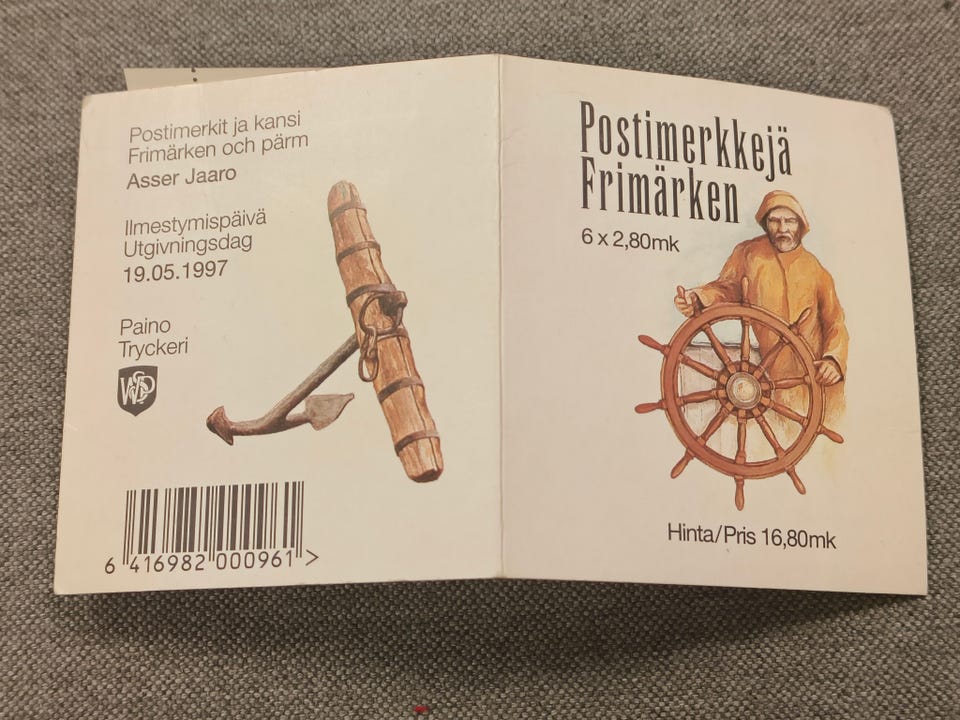 Postimerkit ja kansi
Frimärken och pärm
Asser Jaaro
Ilmestymispäivä
Utgivningsdag
19.05.1997
Paino
Tryckeri
WSP
6 416982 000961 >
Postimerkkejä
Frimärken
6 x 2,80mk
Hinta/Pris 16,80mk